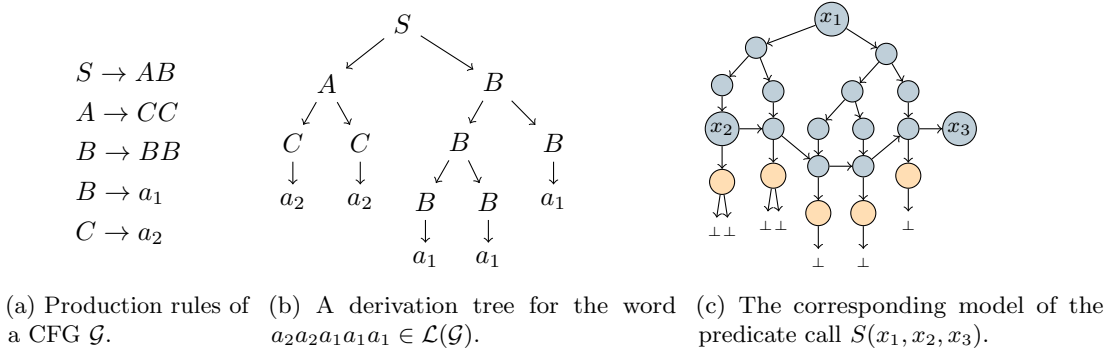 S → AB
A → CC
B → BB
B → a₁
C → a₂
S
A B
C C B B
a₂ a₂ B B a₁
a₁ a₁
x₁
x₂ x₃
⊥⊥ ⊥⊥ ⊥
⊥ ⊥
(a) Production rules of
a CFG 𝒢.
(b) A derivation tree for the word
a₂a₂a₁a₁a₁ ∈ ℒ(𝒢).
(c) The corresponding model of the
predicate call S(x₁, x₂, x₃).